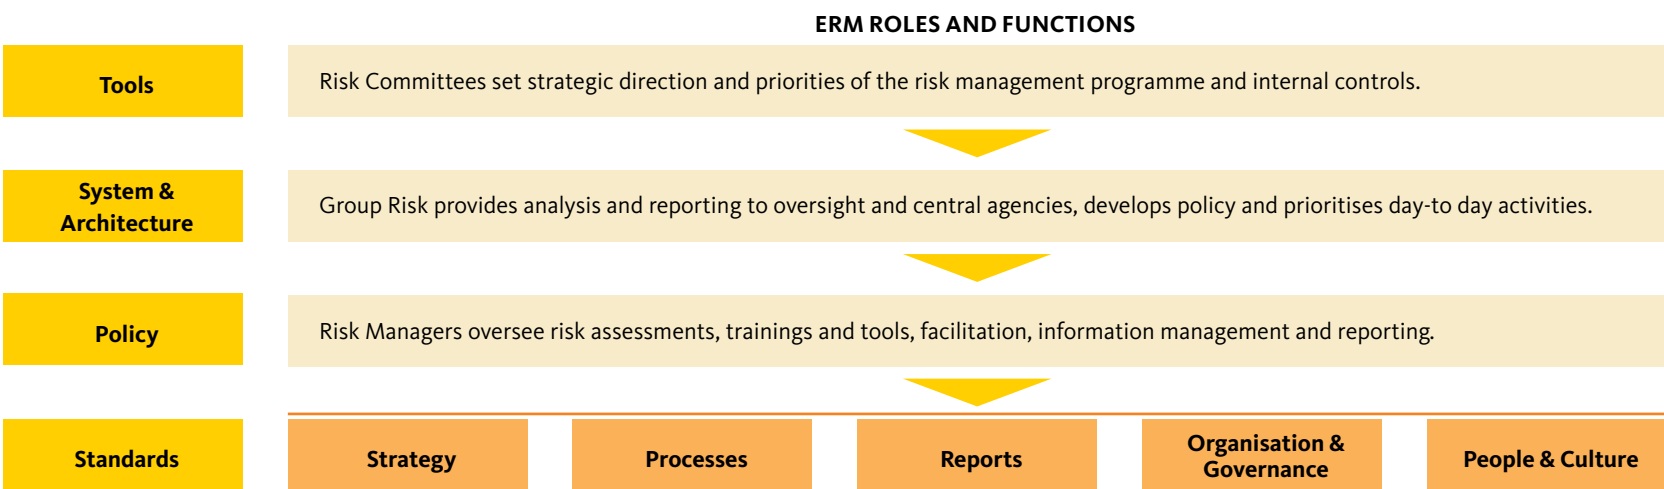 ERM ROLES AND FUNCTIONS
Tools
Risk Committees set strategic direction and priorities of the risk management programme and internal controls.
System &
Architecture
Group Risk provides analysis and reporting to oversight and central agencies, develops policy and prioritises day-to day activities.
Policy
Risk Managers oversee risk assessments, trainings and tools, facilitation, information management and reporting.
Standards
Strategy
Processes
Reports
Organisation &
Governance
People & Culture